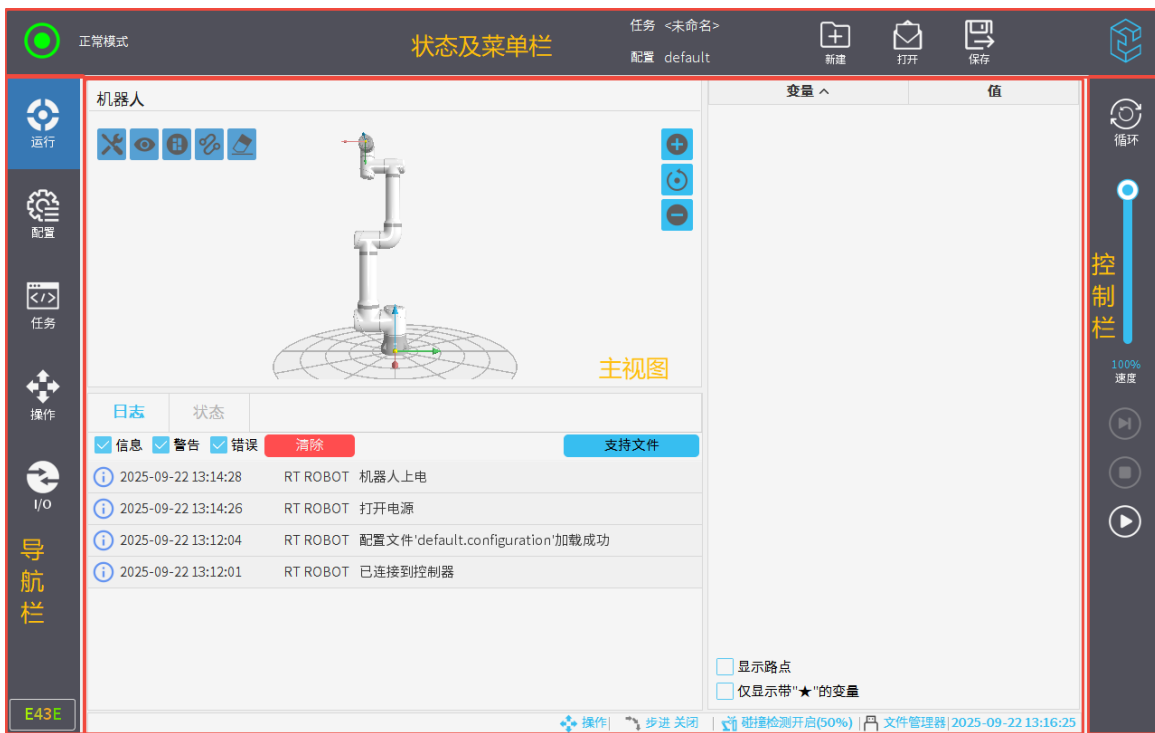 正常模式
状态及菜单栏
任务 <未命名>
配置 default
新建
打开
保存
运行
配置
任务
操作
I/O
导航栏
E43E
机器人
主视图
日志 状态
信息 警告 错误 清除 支持文件
2025-09-22 13:14:28 RT ROBOT 机器人上电
2025-09-22 13:14:26 RT ROBOT 打开电源
2025-09-22 13:12:04 RT ROBOT 配置文件'default.configuration'加载成功
2025-09-22 13:12:01 RT ROBOT 已连接到控制器
变量 值
显示路点
仅显示带"★"的变量
操作| 步进 关闭 | 碰撞检测开启(50%) | 文件管理器| 2025-09-22 13:16:25
循环
控制栏
100%
速度